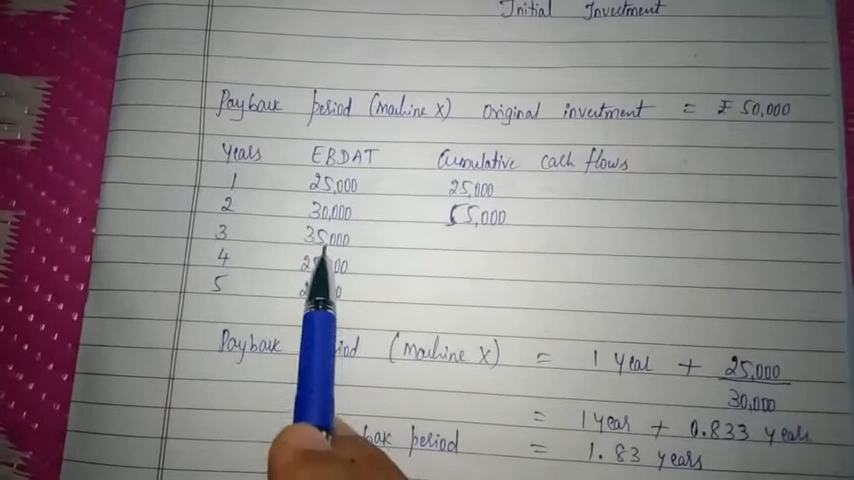 Initial Investment
Payback period (Machine X) Original investment = ₹ 50,000
Years EBDAT Cumulative cash flows
1 25,000 25,000
2 30,000 55,000
3 35,000
4
5
Payback (Machine X) = 1 Year + 25,000
30,000
= 1 Year + 0.833 years
period = 1.83 years